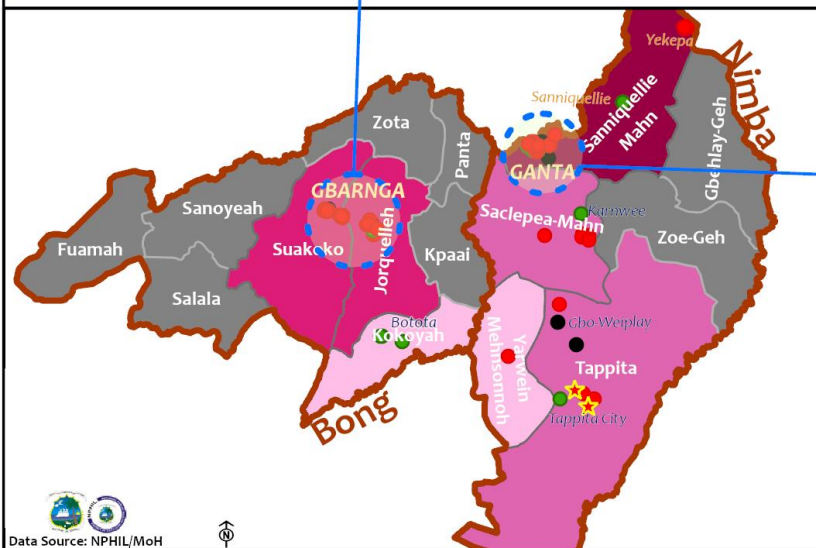 Yekepa
Nimba
Sanniquellie
Sanniquellie
Mahn
Gbehlay-Geh
Zota
Panta
GBARNGA
GANTA
Sanoyeah
Saclepea-Mahn
Karnwee
Zoe-Geh
Fuamah
Suakoko
Jorquelleh
Kpaai
Salala
Botota
Kokoyah
Gbo-Weiplay
Yarwein
Mehnsonnoh
Tappita
Tappita City
Bong
NPHIL
Data Source: NPHIL/MoH
N